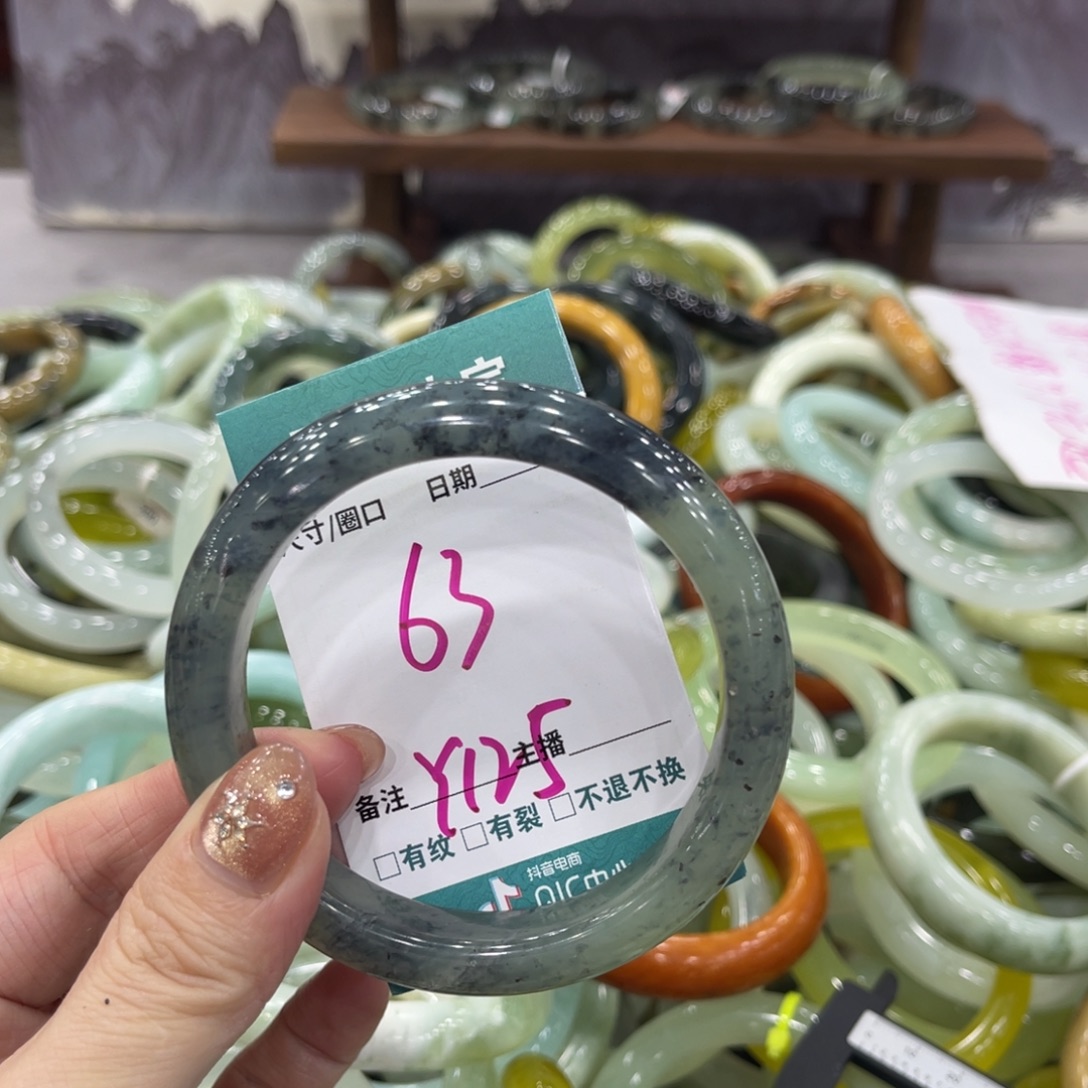 日期
寸/圈口
63
Y125
主播
备注
□有纹 □有裂 □不退不换
抖音电商